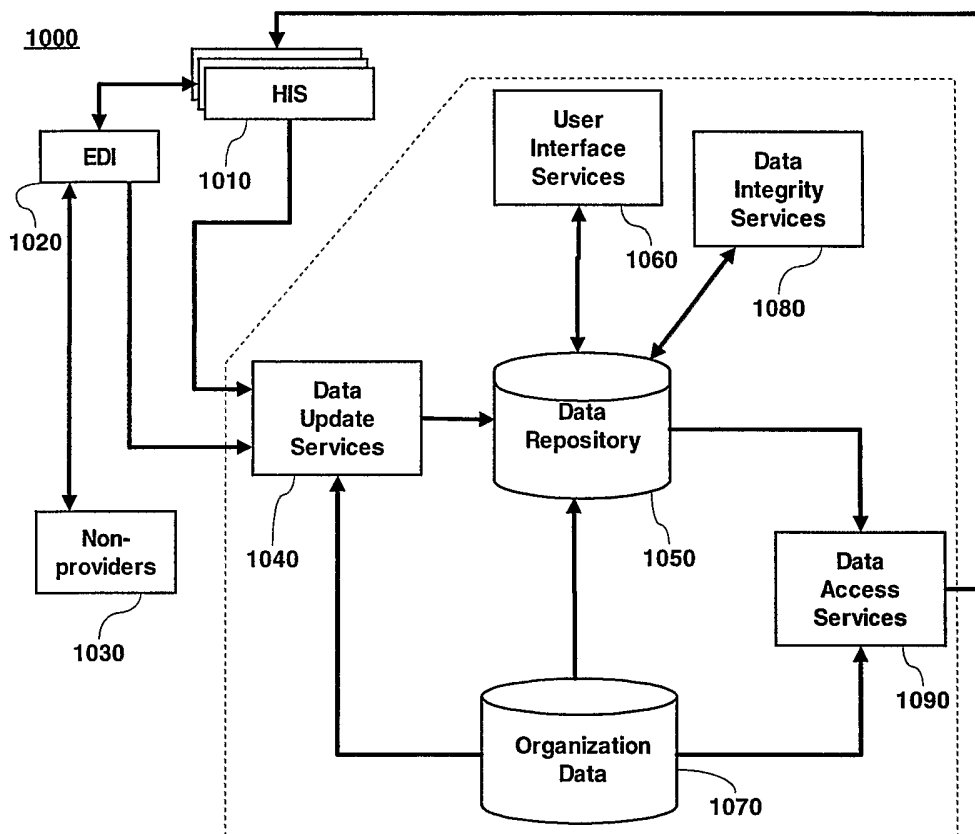 1000
HIS
1010
EDI
1020
User
Interface
Services
1060
Data
Integrity
Services
1080
Data
Update
Services
1040
Data
Repository
1050
Non-
providers
1030
Data
Access
Services
1090
Organization
Data
1070